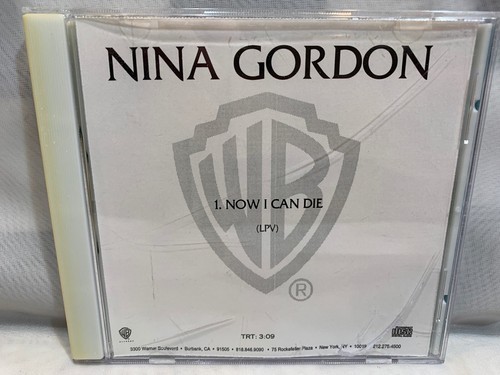 NINA GORDON
WB
1. NOW I CAN DIE
(LPV)
®
TRT: 3:09
3300 Warner Boulevard • Burbank, CA • 91505 • 818.846.9090 • 75 Rockefeller Plaza • New York, NY • 10019 • 212.275.4500